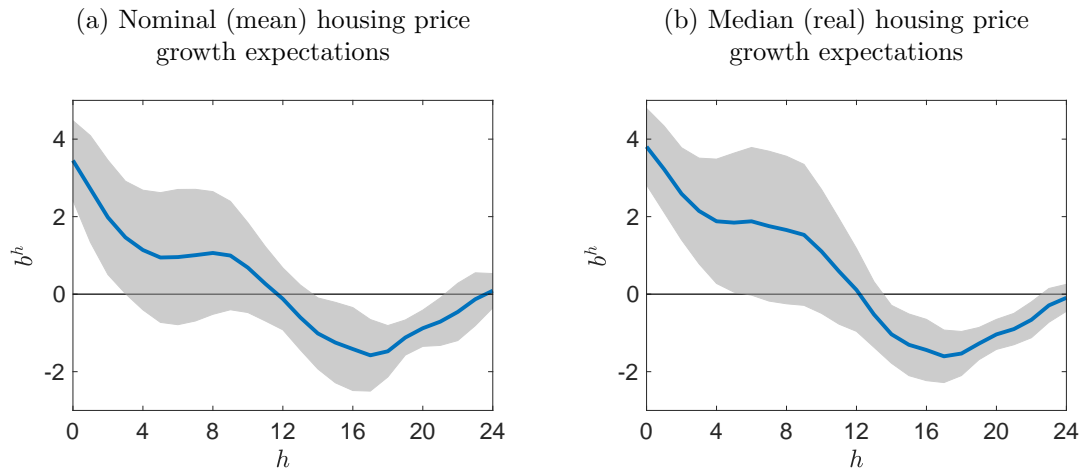 (a) Nominal (mean) housing price
growth expectations
4
2
0
-2
b^h
0 4 8 12 16 20 24
h
(b) Median (real) housing price
growth expectations
4
2
0
-2
b^h
0 4 8 12 16 20 24
h